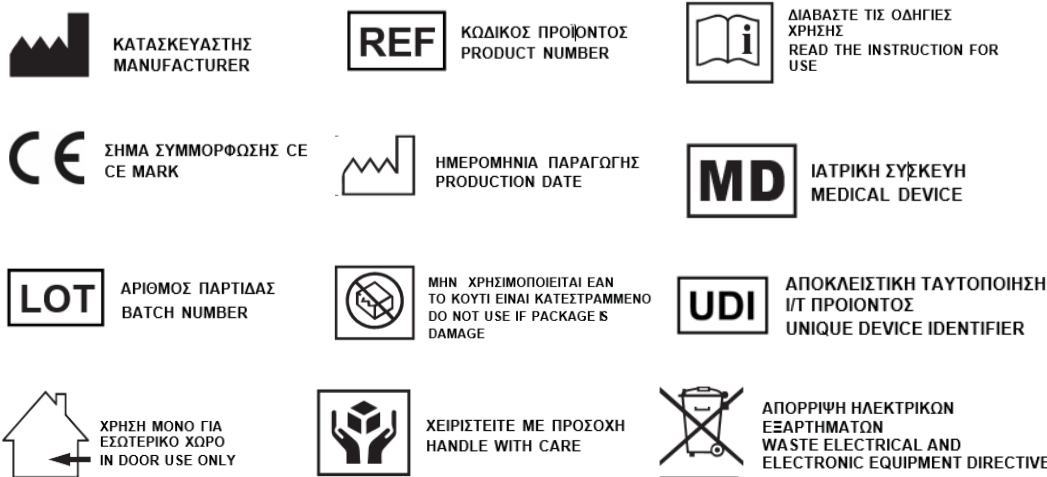 ΚΑΤΑΣΚΕΥΑΣΤΗΣ
MANUFACTURER
REF
ΚΩΔΙΚΟΣ ΠΡΟΪΟΝΤΟΣ
PRODUCT NUMBER
i
ΔΙΑΒΑΣΤΕ ΤΙΣ ΟΔΗΓΙΕΣ
ΧΡΗΣΗΣ
READ THE INSTRUCTION FOR
USE
CE
ΣΗΜΑ ΣΥΜΜΟΡΦΩΣΗΣ CE
CE MARK
ΗΜΕΡΟΜΗΝΙΑ ΠΑΡΑΓΩΓΗΣ
PRODUCTION DATE
MD
ΙΑΤΡΙΚΗ ΣΥΣΚΕΥΗ
MEDICAL DEVICE
LOT
ΑΡΙΘΜΟΣ ΠΑΡΤΙΔΑΣ
BATCH NUMBER
ΜΗΝ ΧΡΗΣΙΜΟΠΟΙΕΙΤΑΙ ΕΑΝ
ΤΟ ΚΟΥΤΙ ΕΙΝΑΙ ΚΑΤΕΣΤΡΑΜΜΕΝΟ
DO NOT USE IF PACKAGE IS
DAMAGE
UDI
ΑΠΟΚΛΕΙΣΤΙΚΗ ΤΑΥΤΟΠΟΙΗΣΗ
Ι/Τ ΠΡΟΙΟΝΤΟΣ
UNIQUE DEVICE IDENTIFIER
ΧΡΗΣΗ ΜΟΝΟ ΓΙΑ
ΕΣΩΤΕΡΙΚΟ ΧΩΡΟ
IN DOOR USE ONLY
ΧΕΙΡΙΣΤΕΙΤΕ ΜΕ ΠΡΟΣΟΧΗ
HANDLE WITH CARE
ΑΠΟΡΡΙΨΗ ΗΛΕΚΤΡΙΚΩΝ
ΕΞΑΡΤΗΜΑΤΩΝ
WASTE ELECTRICAL AND
ELECTRONIC EQUIPMENT DIRECTIVE